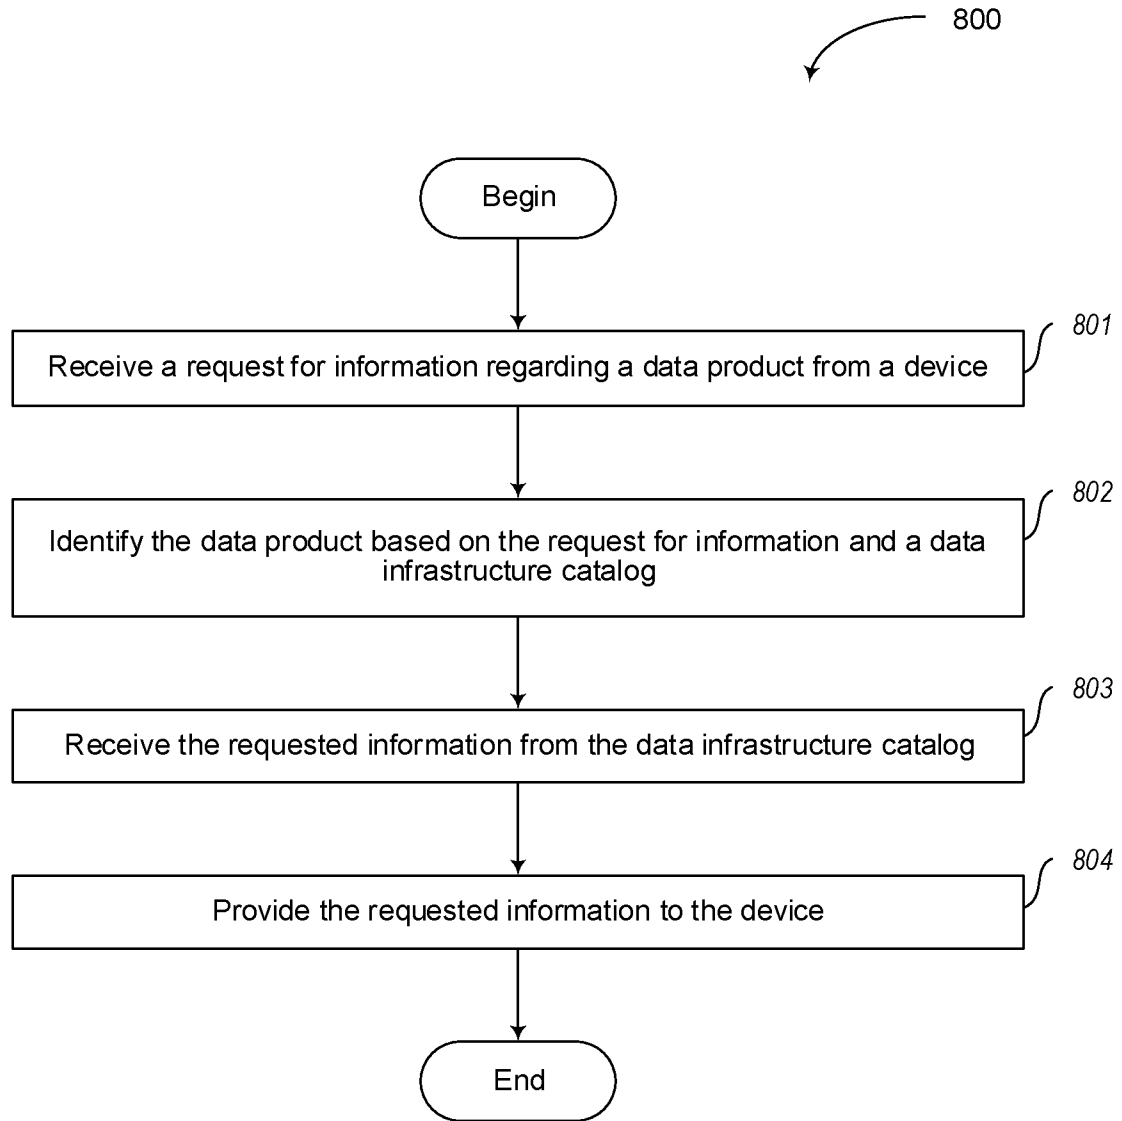 800
Begin
801
Receive a request for information regarding a data product from a device
802
Identify the data product based on the request for information and a data
infrastructure catalog
803
Receive the requested information from the data infrastructure catalog
804
Provide the requested information to the device
End